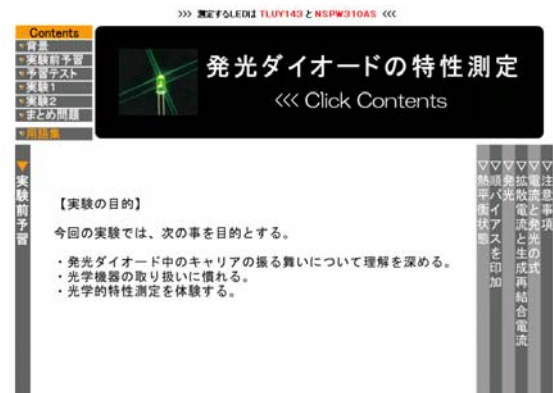 >>> 測定するLEDは TLUY143 と NSPW310AS <<<
Contents
背景
実験前予習
予習テスト
実験1
実験2
まとめ問題
用語集
発光ダイオードの特性測定
<<< Click Contents
▽実験前予習
【実験の目的】
今回の実験では、次の事を目的とする。
・発光ダイオード中のキャリアの振る舞いについて理解を深める。
・光学機器の取り扱いに慣れる。
・光学的特性測定を体験する。
▽熱平衡状態
▽順バイアスを印加
▽発光
▽拡散電流と生成再結合電流
▽電流と発光の式
▽注意事項